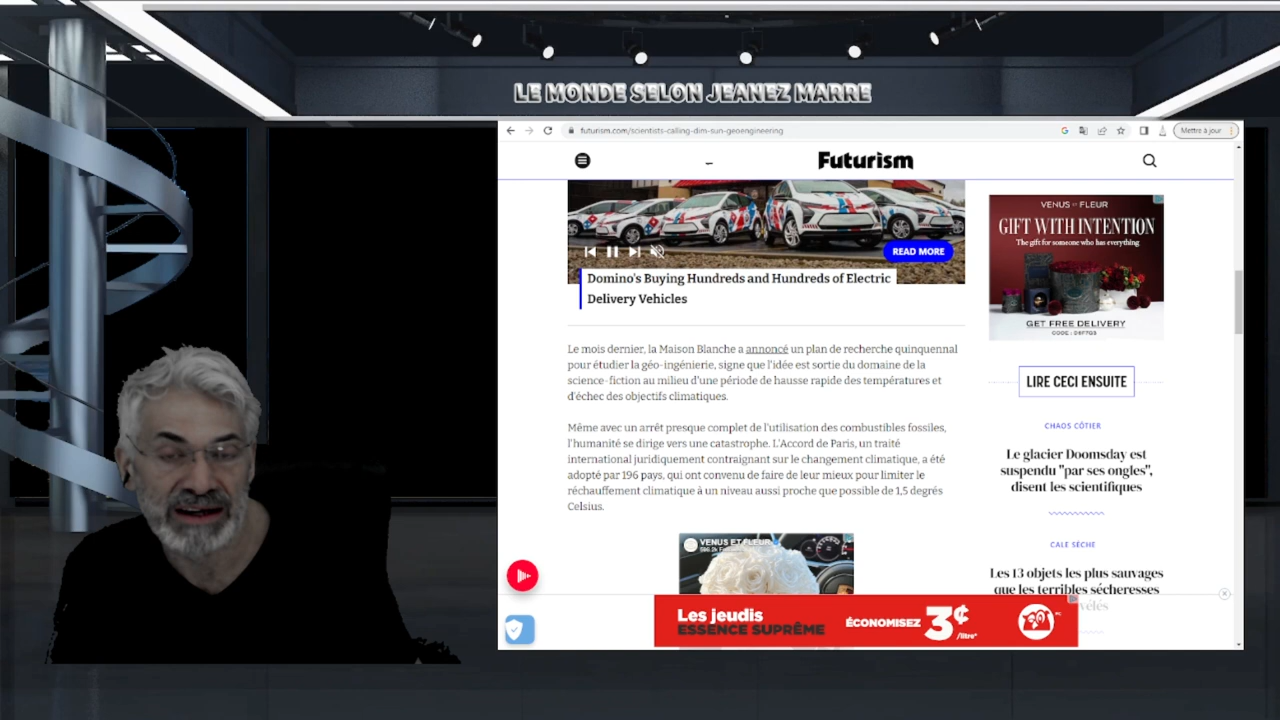 LE MONDE SELON JEANEZ MARRE
futurism.com/scientists-calling-dim-sun-geoengineering
Mettre à jour
Futurism
READ MORE
Domino's Buying Hundreds and Hundreds of Electric
Delivery Vehicles
Le mois dernier, la Maison Blanche a annoncé un plan de recherche quinquennal
pour étudier la géo-ingénierie, signe que l'idée est sortie du domaine de la
science-fiction au milieu d'une période de hausse rapide des températures et
d'échec des objectifs climatiques.
Même avec un arrêt presque complet de l'utilisation des combustibles fossiles,
l'humanité se dirige vers une catastrophe. L'Accord de Paris, un traité
international juridiquement contraignant sur le changement climatique, a été
adopté par 196 pays, qui ont convenu de faire de leur mieux pour limiter le
réchauffement climatique à un niveau aussi proche que possible de 1,5 degrés
Celsius.
VENUS ET FLEUR
VENUS ET FLEUR
GIFT WITH INTENTION
The gift for someone who has everything
GET FREE DELIVERY
LIRE CECI ENSUITE
CHAOS CÔTIER
Le glacier Doomsday est
suspendu "par ses ongles",
disent les scientifiques
CALE SÈCHE
Les 13 objets les plus sauvages
que les terribles sécheresses
Les jeudis
ESSENCE SUPRÊME
ÉCONOMISEZ
3¢
/litre*